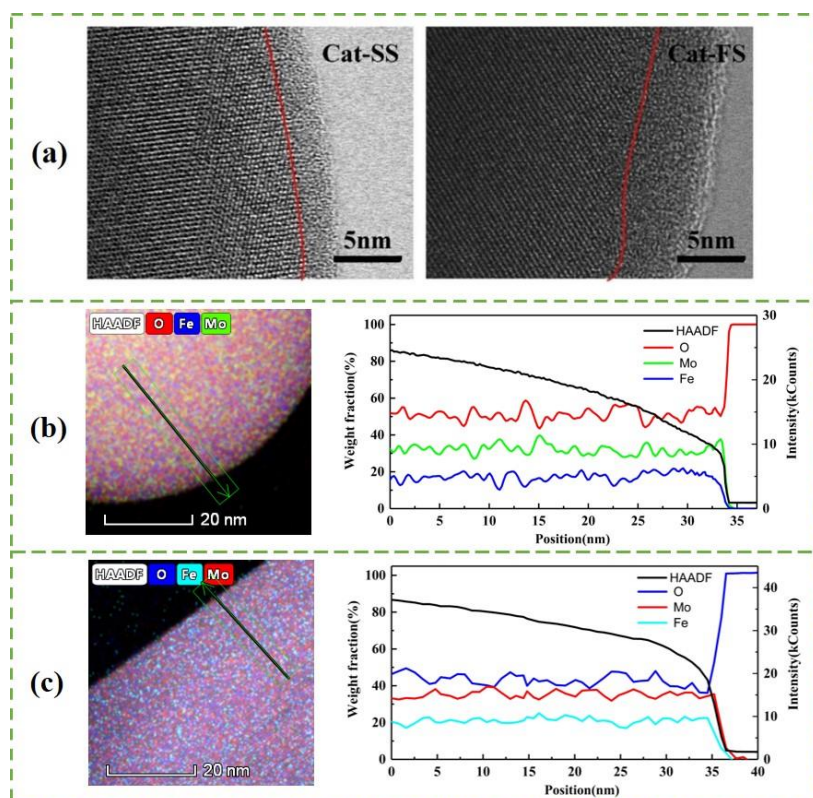 (a)
Cat-SS
5nm
Cat-FS
5nm
(b)
HAADF O Fe Mo
20 nm
Weight fraction(%)
100
80
60
40
20
0
HAADF
O
Mo
Fe
30
20
10
0
Intensity(kCounts)
0 5 10 15 20 25 30 35
Position(nm)
(c)
HAADF O Fe Mo
20 nm
Weight fraction(%)
100
80
60
40
20
0
HAADF
O
Mo
Fe
40
30
20
10
0
Intensity(kCounts)
0 5 10 15 20 25 30 35 40
Position(nm)